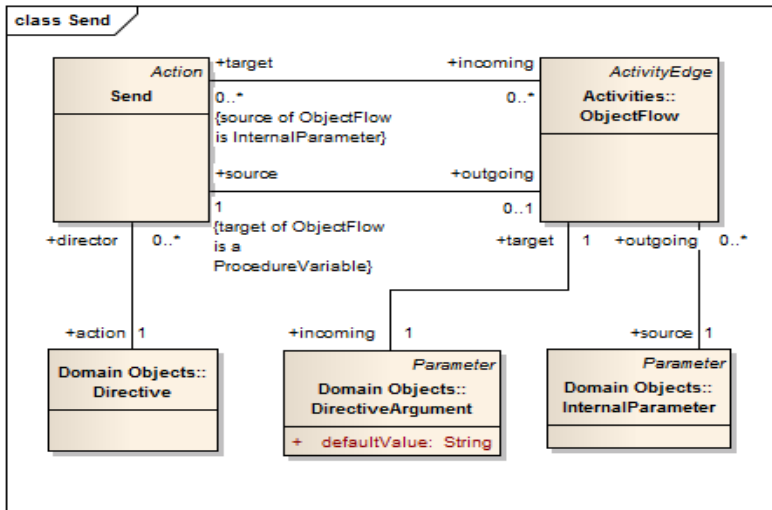 class Send
Action
Send
+target
+incoming
0..*
0..*
{source of ObjectFlow
is InternalParameter}
+source
+outgoing
1
0..1
{target of ObjectFlow
is a
ProcedureVariable}
ActivityEdge
Activities::
ObjectFlow
+director
0..*
+target
1
+outgoing
0..*
+action
1
+incoming
1
+source
1
Domain Objects::
Directive
Parameter
Domain Objects::
DirectiveArgument
+ defaultValue: String
Parameter
Domain Objects::
InternalParameter